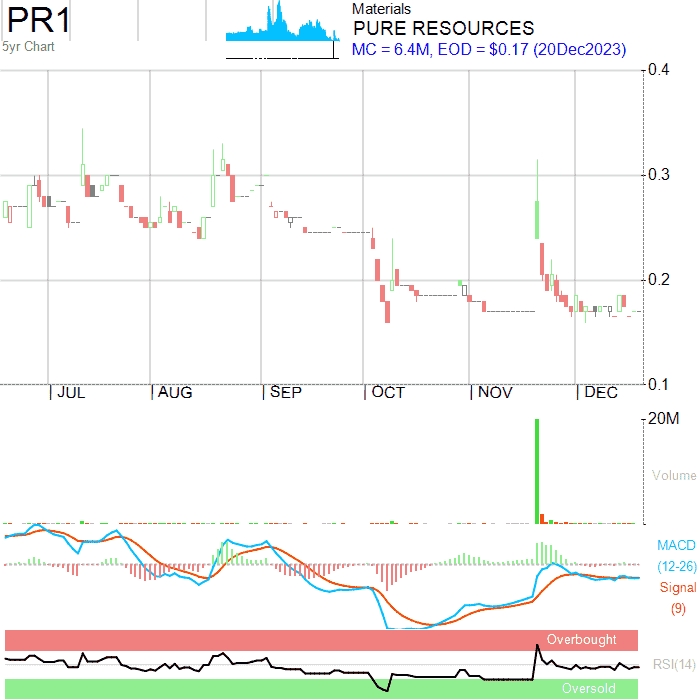 PR1
5yr Chart
Materials
PURE RESOURCES
MC = 6.4M, EOD = $0.17 (20Dec2023)
0.4
0.3
0.2
0.1
JUL AUG SEP OCT NOV DEC
20M
Volume
MACD
(12-26)
Signal
(9)
Overbought
RSI(14)
Oversold